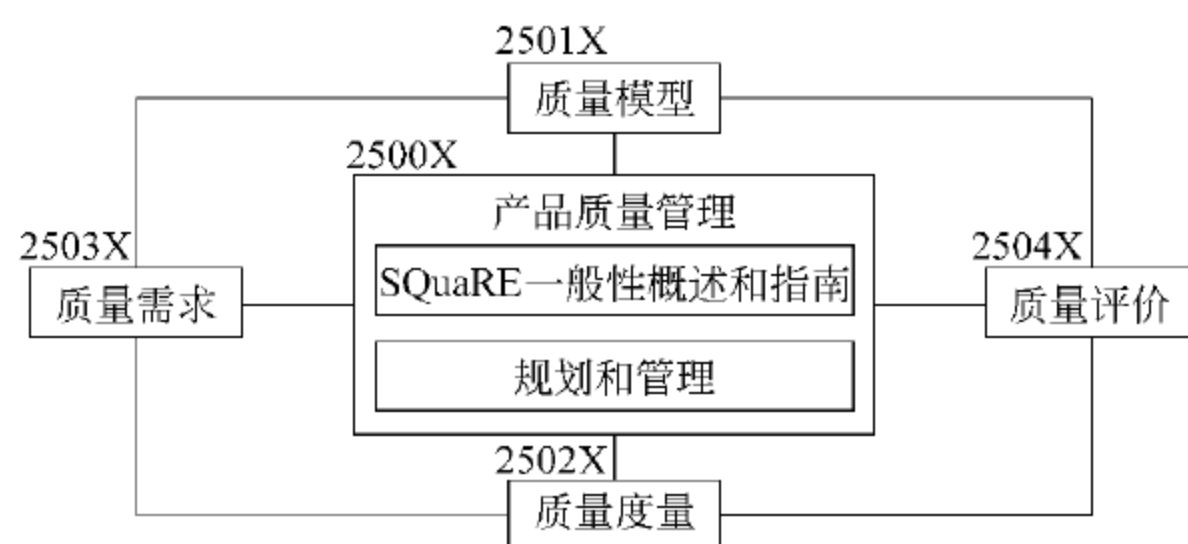 2501X
质量模型
2500X
产品质量管理
2503X
2504X
SQuaRE一般性概述和指南
质量需求
质量评价
规划和管理
2502X
质量度量